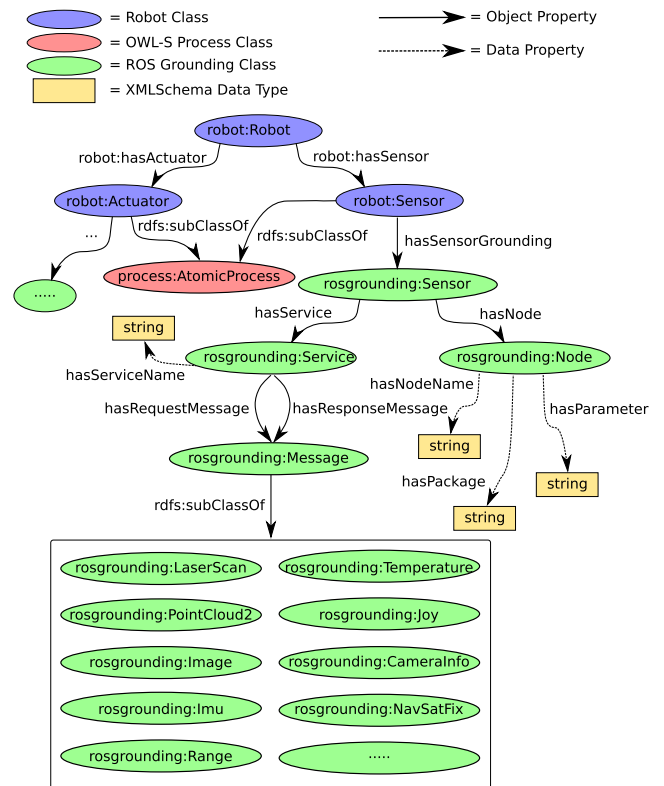 = Robot Class
= Object Property
= OWL-S Process Class
= Data Property
= ROS Grounding Class
= XMLSchema Data Type
robot:Robot
robot:hasActuator
robot:hasSensor
robot:Actuator
robot:Sensor
...
rdfs:subClassOf
rdfs:subClassOf
hasSensorGrounding
process:AtomicProcess
rosgrounding:Sensor
.....
hasService
hasNode
string
rosgrounding:Service
rosgrounding:Node
hasServiceName
hasNodeName
hasRequestMessage
hasResponseMessage
hasParameter
string
rosgrounding:Message
hasPackage
string
rdfs:subClassOf
string
rosgrounding:LaserScan
rosgrounding:Temperature
rosgrounding:PointCloud2
rosgrounding:Joy
rosgrounding:Image
rosgrounding:CameraInfo
rosgrounding:Imu
rosgrounding:NavSatFix
rosgrounding:Range
.....